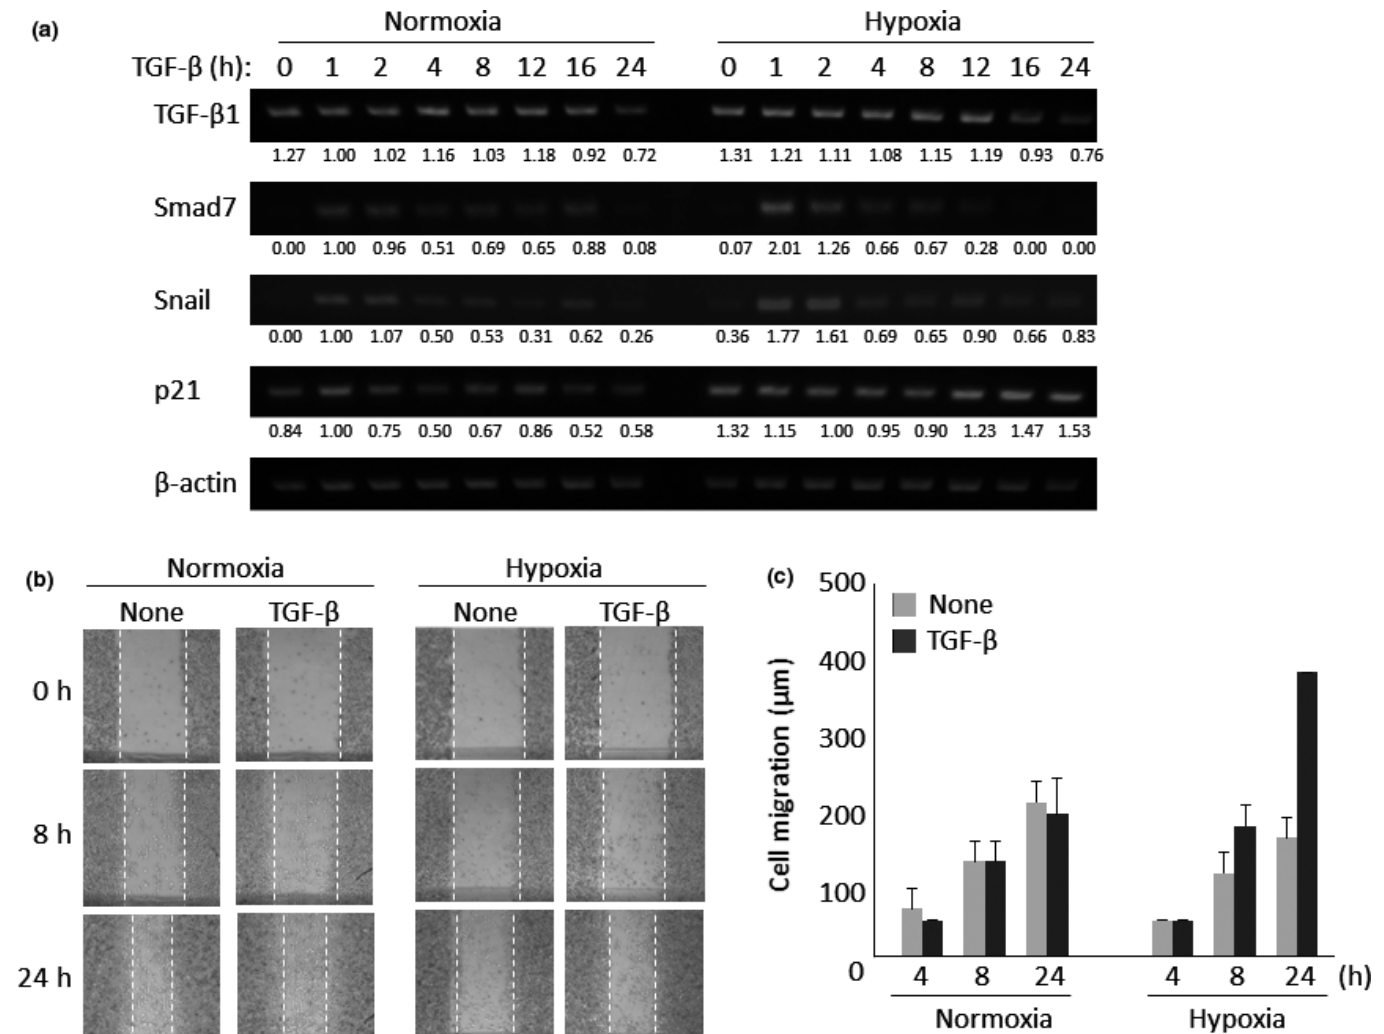 (a)
Normoxia Hypoxia
TGF-β (h): 0 1 2 4 8 12 16 24 0 1 2 4 8 12 16 24
TGF-β1
1.27 1.00 1.02 1.16 1.03 1.18 0.92 0.72 1.31 1.21 1.11 1.08 1.15 1.19 0.93 0.76
Smad7
0.00 1.00 0.96 0.51 0.69 0.65 0.88 0.08 0.07 2.01 1.26 0.66 0.67 0.28 0.00 0.00
Snail
0.00 1.00 1.07 0.50 0.53 0.31 0.62 0.26 0.36 1.77 1.61 0.69 0.65 0.90 0.66 0.83
p21
0.84 1.00 0.75 0.50 0.67 0.86 0.52 0.58 1.32 1.15 1.00 0.95 0.90 1.23 1.47 1.53
β-actin
(b)
Normoxia Hypoxia
None TGF-β None TGF-β
0 h
8 h
24 h
(c)
Cell migration (μm)
500
400
300
200
100
0
None
TGF-β
4 8 24 4 8 24 (h)
Normoxia Hypoxia